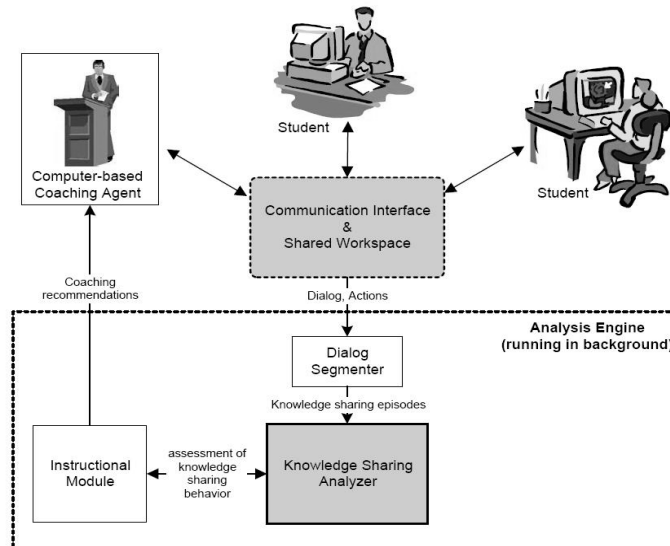 Student
Computer-based
Coaching Agent
Student
Communication Interface
&
Shared Workspace
Coaching
recommendations
Dialog, Actions
Analysis Engine
(running in background)
Dialog
Segmenter
Knowledge sharing episodes
Instructional
Module
assessment of
knowledge
sharing
behavior
Knowledge Sharing
Analyzer